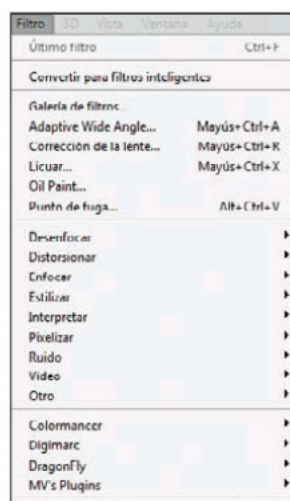 Filtro 3D Vista Ventana Ayuda
Último filtro Ctrl+F
Convertir para filtros inteligentes
Galería de filtros...
Adaptive Wide Angle... Mayús+Ctrl+A
Corrección de la lente... Mayús+Ctrl+R
Licuar... Mayús+Ctrl+X
Oil Paint...
Punto de fuga... Alt+Ctrl+V
Desenfocar
Distorsionar
Enfocar
Estilizar
Interpretar
Pixelizar
Ruido
Vídeo
Otro
Colormancer
Digimarc
DragonFly
MV's Plugins